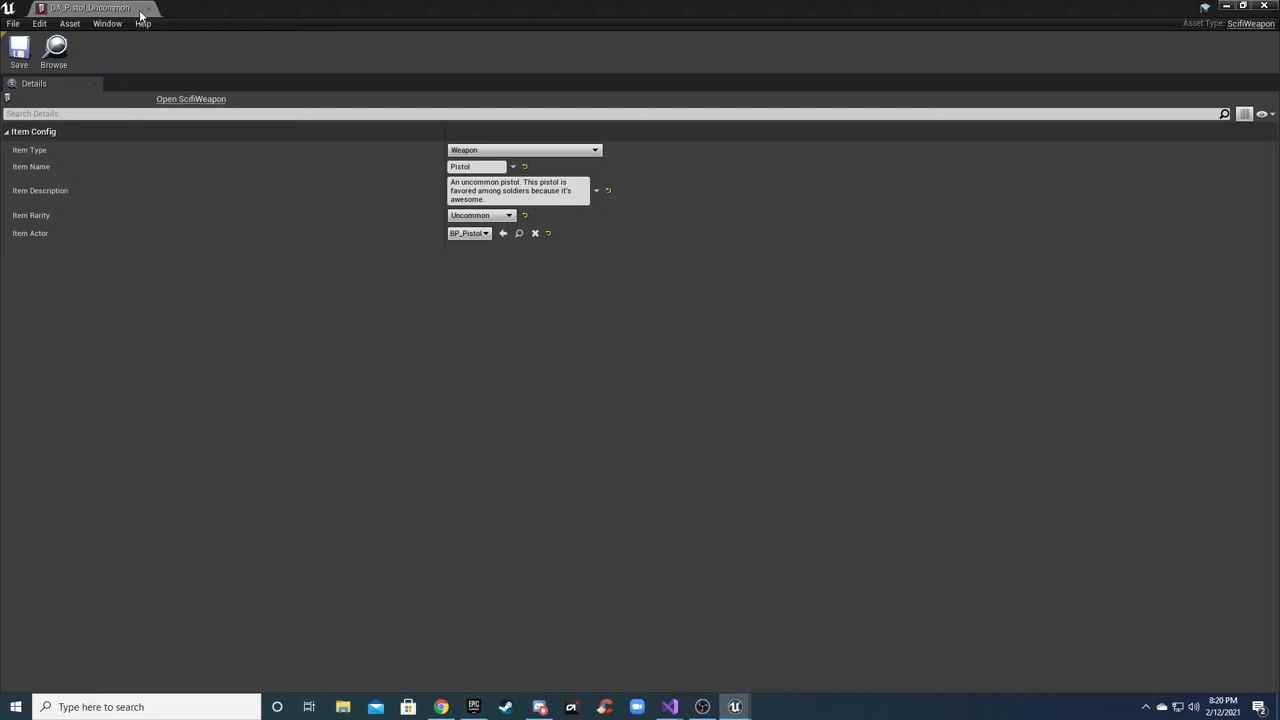 DA_Pistol_Uncommon
File Edit Asset Window Help
Asset Type: ScifiWeapon
Save Browse
Details
Open ScifiWeapon
Search Details
Item Config
Item Type Weapon
Item Name Pistol
Item Description An uncommon pistol. This pistol is
favored among soldiers because it's
awesome.
Item Rarity Uncommon
Item Actor BP_Pistol
Type here to search
EPIC
8:20 PM
2/12/2021
2